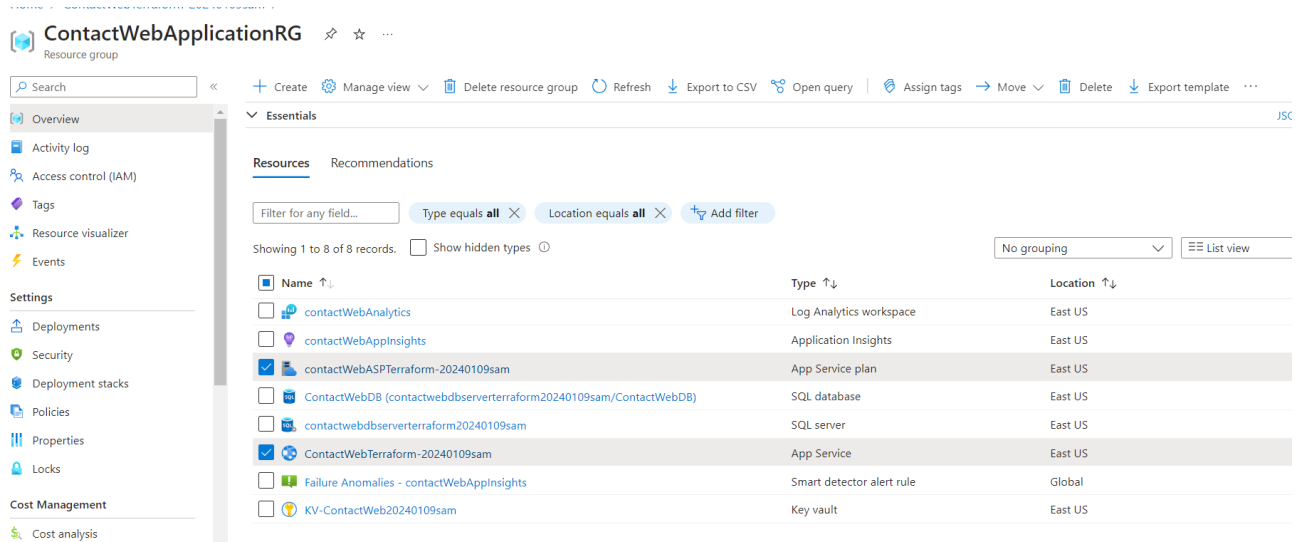 ContactWebApplicationRG
Resource group
Search
Create Manage view Delete resource group Refresh Export to CSV Open query Assign tags Move Delete Export template
Overview
Activity log
Access control (IAM)
Tags
Resource visualizer
Events
Settings
Deployments
Security
Deployment stacks
Policies
Properties
Locks
Cost Management
Cost analysis
Essentials
Resources Recommendations
Filter for any field... Type equals all Location equals all Add filter
Showing 1 to 8 of 8 records. Show hidden types No grouping List view
Name Type Location
contactWebAnalytics Log Analytics workspace East US
contactWebAppInsights Application Insights East US
contactWebASPTerraform-20240109sam App Service plan East US
ContactWebDB (contactwebdbserverterraform20240109sam/ContactWebDB) SQL database East US
contactwebdbserverterraform20240109sam SQL server East US
ContactWebTerraform-20240109sam App Service East US
Failure Anomalies - contactWebAppInsights Smart detector alert rule Global
KV-ContactWeb20240109sam Key vault East US